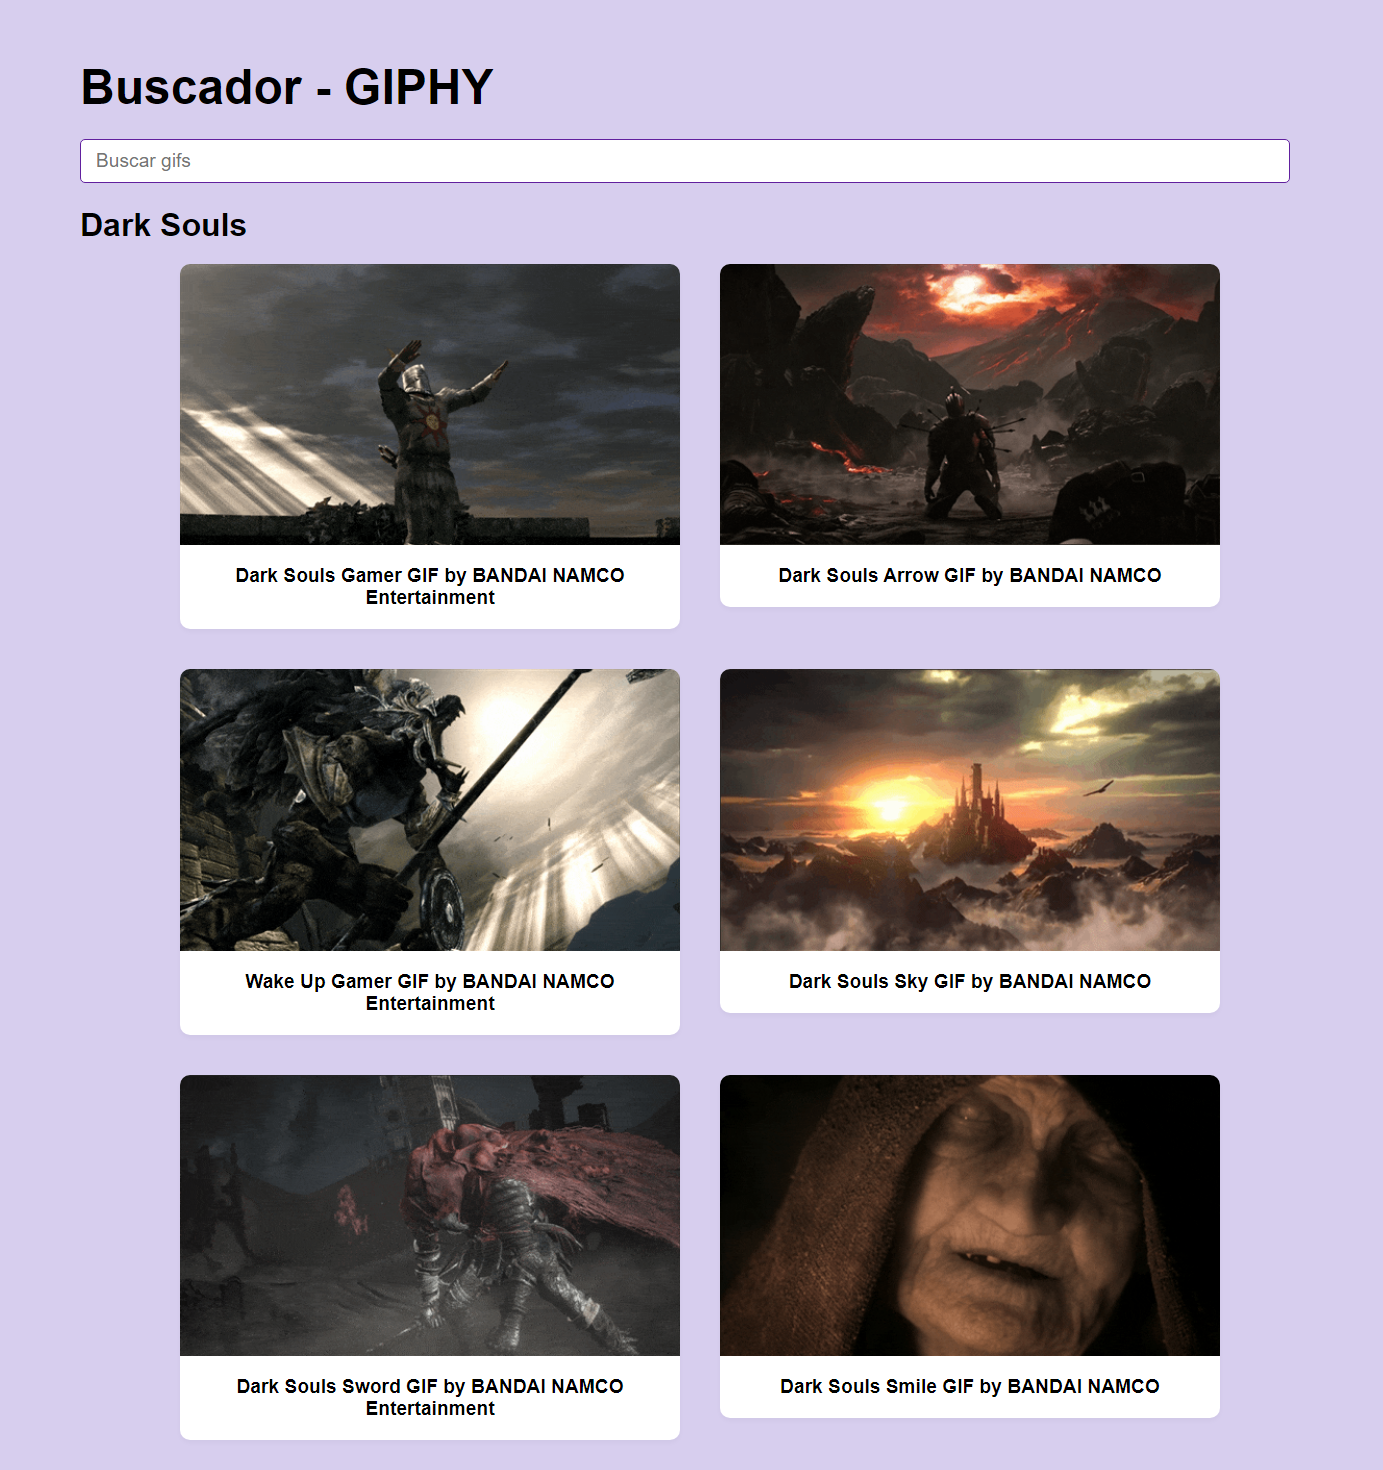 Buscador - GIPHY
Buscar gifs
Dark Souls
Dark Souls Gamer GIF by BANDAI NAMCO
Entertainment
Dark Souls Arrow GIF by BANDAI NAMCO
Wake Up Gamer GIF by BANDAI NAMCO
Entertainment
Dark Souls Sky GIF by BANDAI NAMCO
Dark Souls Sword GIF by BANDAI NAMCO
Entertainment
Dark Souls Smile GIF by BANDAI NAMCO